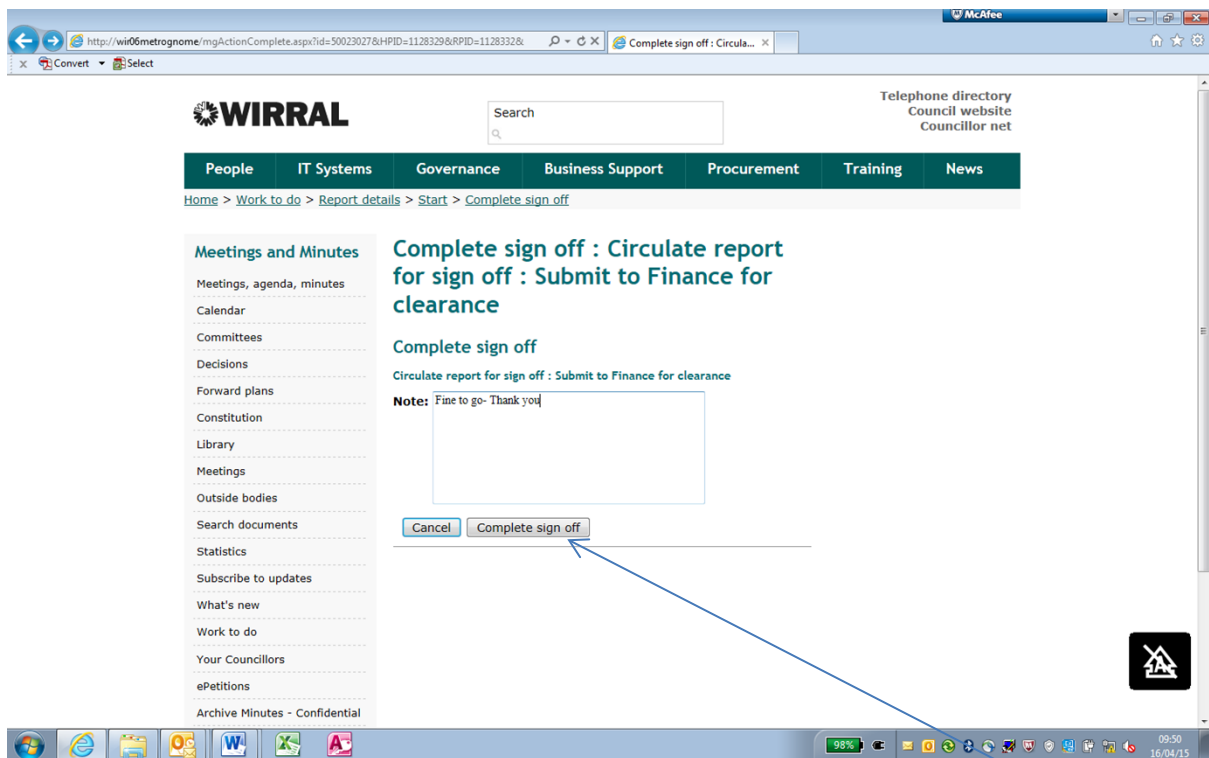 McAfee
http://wir06metrognome/mgActionComplete.aspx?id=50023027&HPID=1128329&RPID=1128332&
Complete sign off : Circula...
x Convert Select
WIRRAL
Search
Telephone directory
Council website
Councillor net
People IT Systems Governance Business Support Procurement Training News
Home > Work to do > Report details > Start > Complete sign off
Meetings and Minutes
Meetings, agenda, minutes
Calendar
Committees
Decisions
Forward plans
Constitution
Library
Meetings
Outside bodies
Search documents
Statistics
Subscribe to updates
What's new
Work to do
Your Councillors
ePetitions
Archive Minutes - Confidential
Complete sign off : Circulate report
for sign off : Submit to Finance for
clearance
Complete sign off
Circulate report for sign off : Submit to Finance for clearance
Note: Fine to go- Thank you
Cancel Complete sign off
98%
09:50
16/04/15